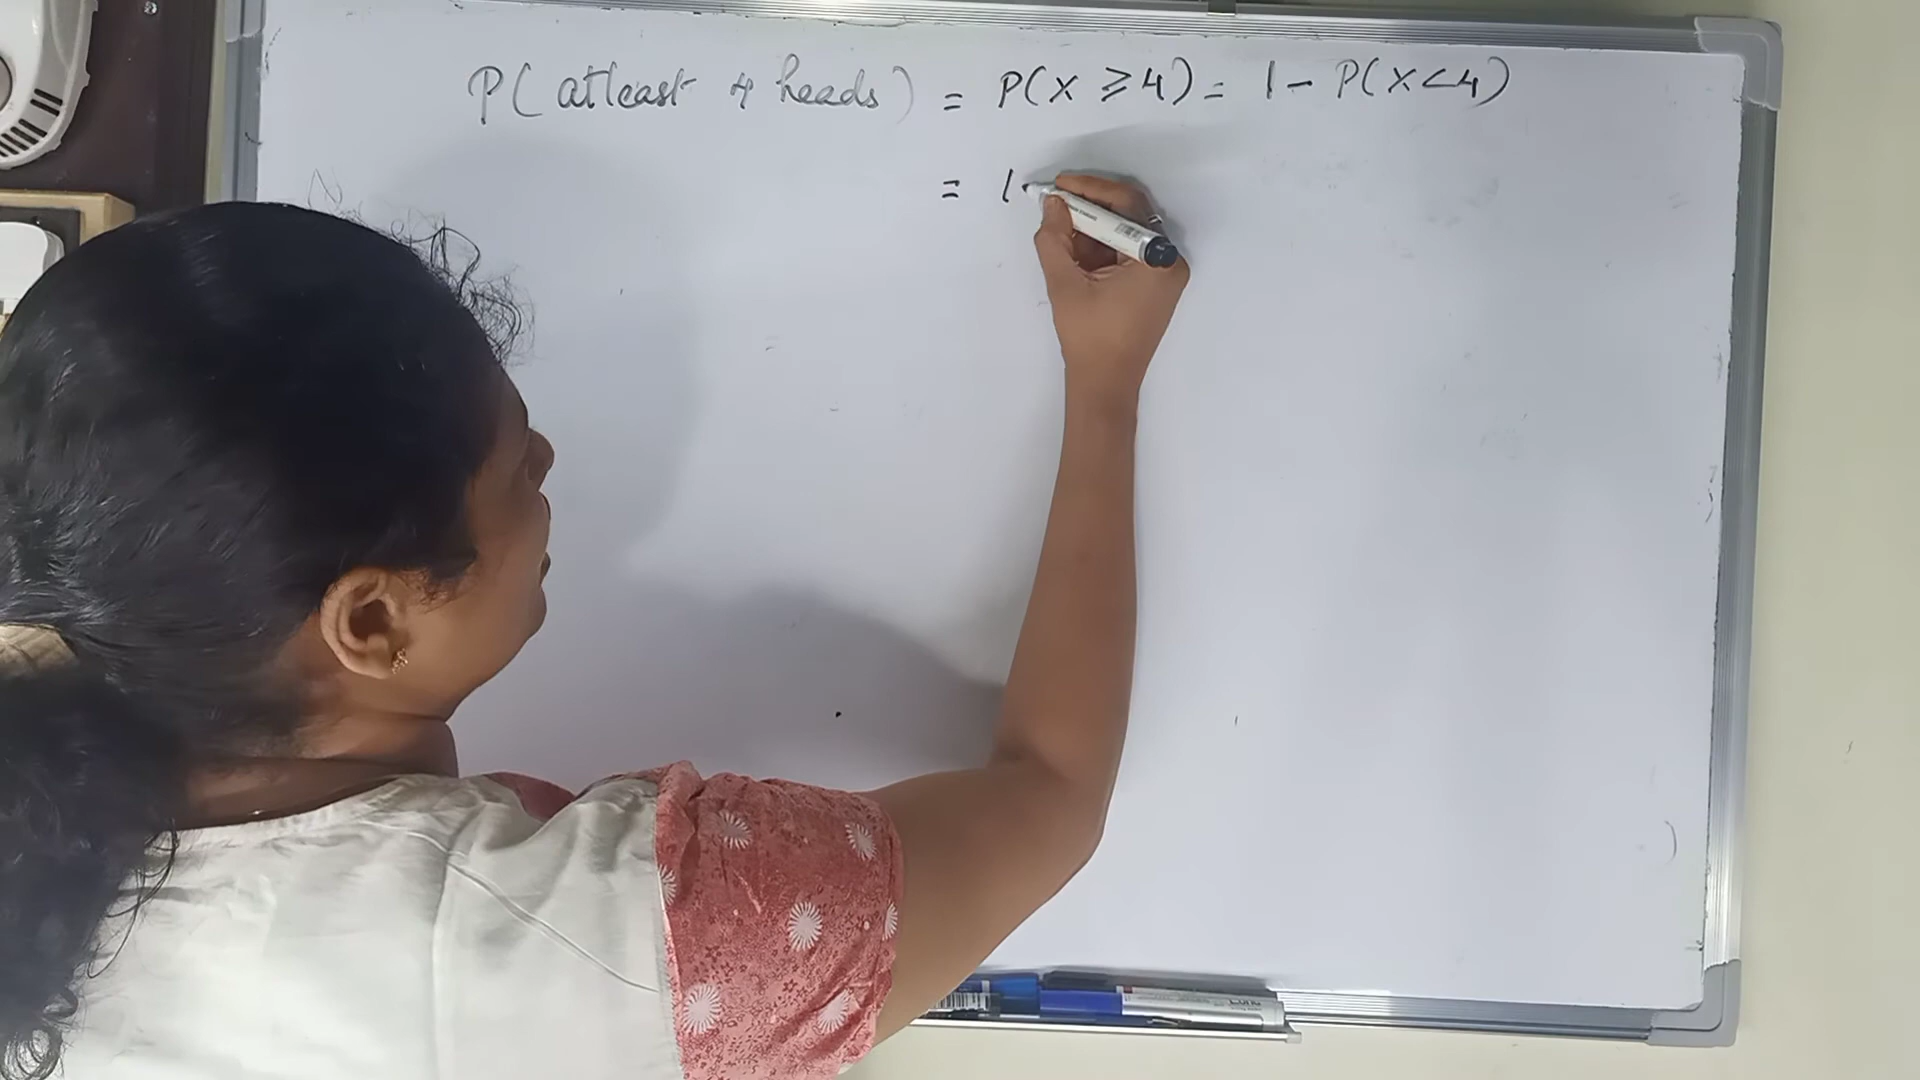 P( atleast 4 heads) = P(X ≥ 4) = 1 - P(X < 4)
= 1